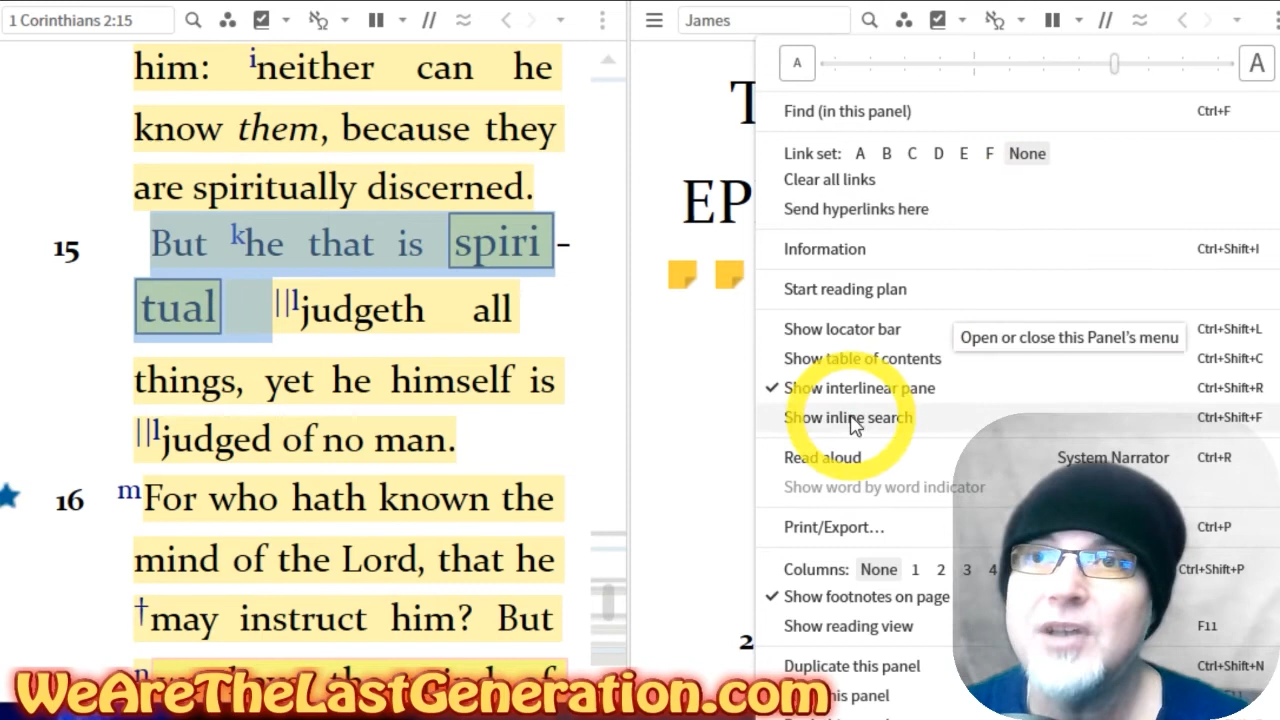 1 Corinthians 2:15
James
him: ineither can he
know them, because they
are spiritually discerned.
15 But khe that is spiri-
tual ||ljudgeth all
things, yet he himself is
||ljudged of no man.
16 mFor who hath known the
mind of the Lord, that he
†may instruct him? But
T
EP
2
A A
Find (in this panel) Ctrl+F
Link set: A B C D E F None
Clear all links
Send hyperlinks here
Information Ctrl+Shift+I
Start reading plan
Show locator bar Ctrl+Shift+L
Open or close this Panel's menu
Show table of contents Ctrl+Shift+C
Show interlinear pane Ctrl+Shift+R
Show inline search Ctrl+Shift+F
Read aloud System Narrator Ctrl+R
Show word by word indicator
Print/Export... Ctrl+P
Columns: None 1 2 3 4 Ctrl+Shift+P
Show footnotes on page
Show reading view F11
Duplicate this panel Ctrl+Shift+N
this panel
WeAreTheLastGeneration.com